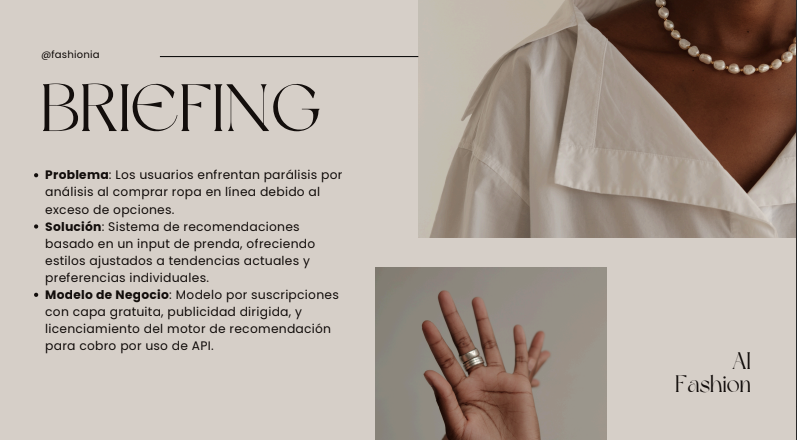 @fashionia
BRIEFING
• Problema: Los usuarios enfrentan parálisis por
análisis al comprar ropa en línea debido al
exceso de opciones.
• Solución: Sistema de recomendaciones
basado en un input de prenda, ofreciendo
estilos ajustados a tendencias actuales y
preferencias individuales.
• Modelo de Negocio: Modelo por suscripciones
con capa gratuita, publicidad dirigida, y
licenciamiento del motor de recomendación
para cobro por uso de API.
AI
Fashion